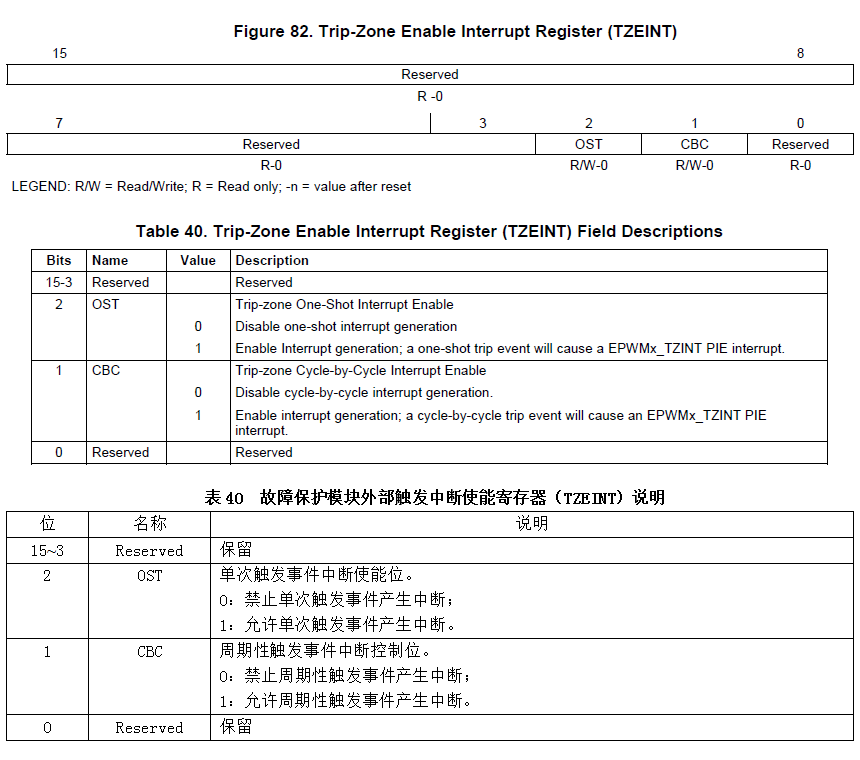 Figure 82. Trip-Zone Enable Interrupt Register (TZEINT)
15 8
Reserved
R -0
7 3 2 1 0
Reserved OST CBC Reserved
R-0 R/W-0 R/W-0 R-0
LEGEND: R/W = Read/Write; R = Read only; -n = value after reset
Table 40. Trip-Zone Enable Interrupt Register (TZEINT) Field Descriptions
Bits Name Value Description
15-3 Reserved Reserved
2 OST Trip-zone One-Shot Interrupt Enable
0 Disable one-shot interrupt generation
1 Enable Interrupt generation; a one-shot trip event will cause a EPWMx_TZINT PIE interrupt.
1 CBC Trip-zone Cycle-by-Cycle Interrupt Enable
0 Disable cycle-by-cycle interrupt generation.
1 Enable interrupt generation; a cycle-by-cycle trip event will cause an EPWMx_TZINT PIE
interrupt.
0 Reserved Reserved
表 40 故障保护模块外部触发中断使能寄存器（TZEINT）说明
位 名称 说明
15~3 Reserved 保留
2 OST 单次触发事件中断使能位。
0：禁止单次触发事件产生中断；
1：允许单次触发事件产生中断。
1 CBC 周期性触发事件中断控制位。
0：禁止周期性触发事件产生中断；
1：允许周期性触发事件产生中断。
0 Reserved 保留